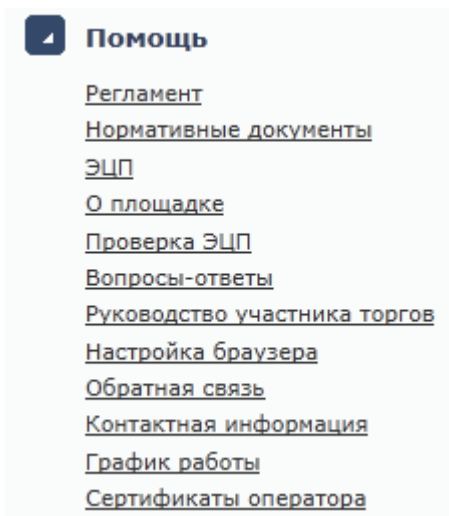 Помощь
Регламент
Нормативные документы
ЭЦП
О площадке
Проверка ЭЦП
Вопросы-ответы
Руководство участника торгов
Настройка браузера
Обратная связь
Контактная информация
График работы
Сертификаты оператора